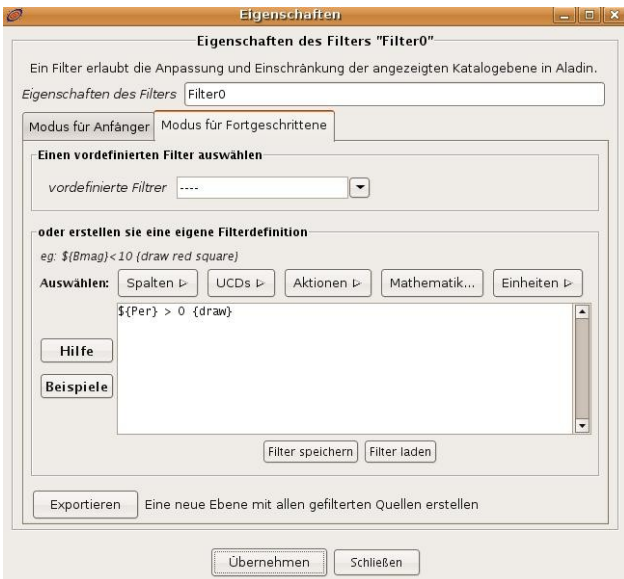 Eigenschaften
Eigenschaften des Filters "Filter0"
Ein Filter erlaubt die Anpassung und Einschränkung der angezeigten Katalogebene in Aladin.
Eigenschaften des Filters Filter0
Modus für Anfänger Modus für Fortgeschrittene
Einen vordefinierten Filter auswählen
vordefinierte Filtrer ----
oder erstellen sie eine eigene Filterdefinition
eg: ${Bmag}<10 {draw red square}
Auswählen: Spalten ▷ UCDs ▷ Aktionen ▷ Mathematik... Einheiten ▷
${Per} > 0 {draw}
Hilfe
Beispiele
Filter speichern Filter laden
Exportieren Eine neue Ebene mit allen gefilterten Quellen erstellen
Übernehmen Schließen